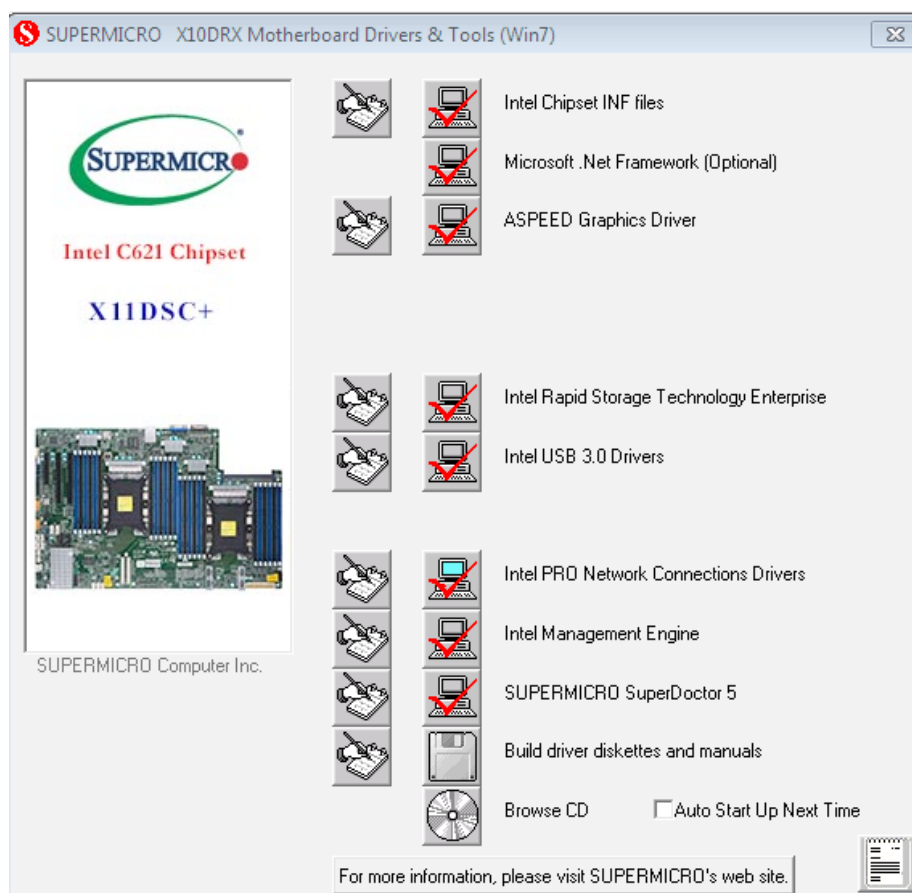 SUPERMICRO X10DRX Motherboard Drivers & Tools (Win7)
SUPERMICR
Intel C621 Chipset
X11DSC+
SUPERMICRO Computer Inc.
Intel Chipset INF files
Microsoft .Net Framework (Optional)
ASPEED Graphics Driver
Intel Rapid Storage Technology Enterprise
Intel USB 3.0 Drivers
Intel PRO Network Connections Drivers
Intel Management Engine
SUPERMICRO SuperDoctor 5
Build driver diskettes and manuals
Browse CD Auto Start Up Next Time
For more information, please visit SUPERMICRO's web site.